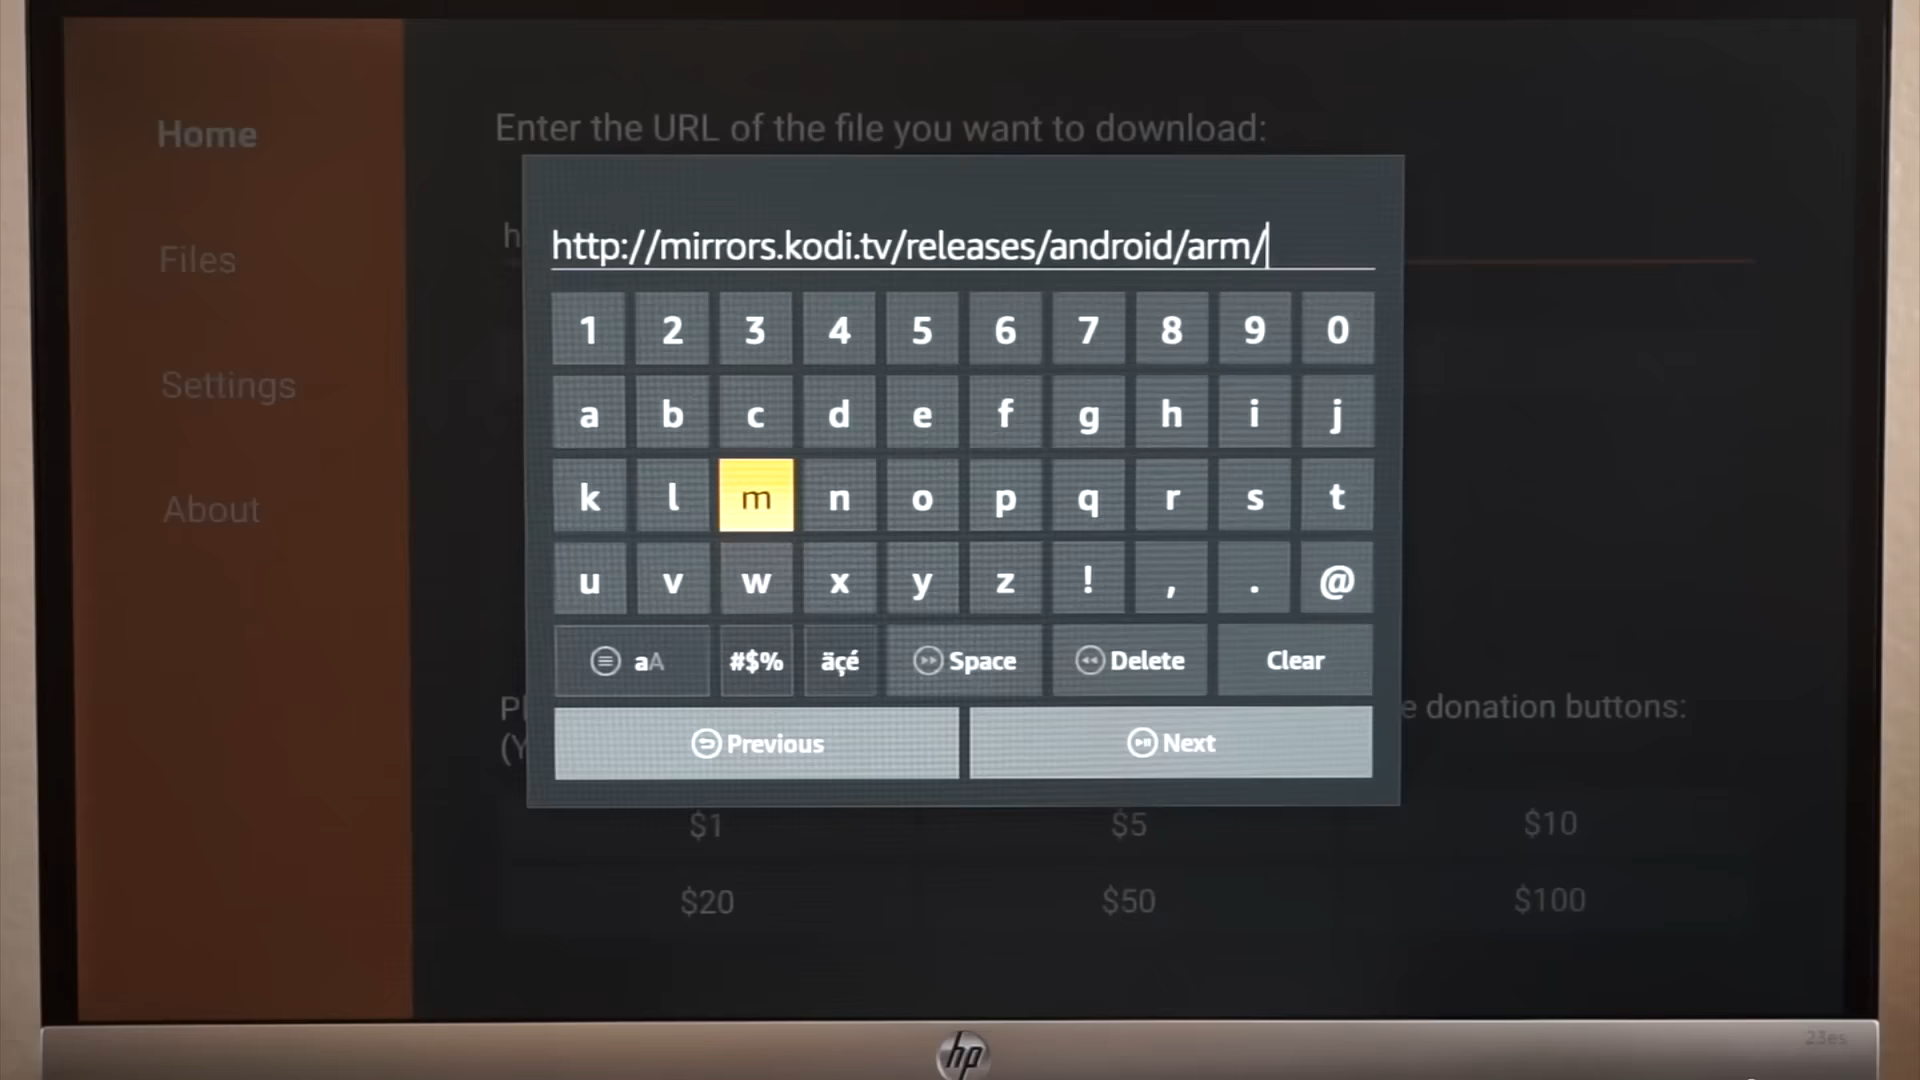 Home
Files
Settings
About
Enter the URL of the file you want to download:
h
http://mirrors.kodi.tv/releases/android/arm/
1 2 3 4 5 6 7 8 9 0
a b c d e f g h i j
k l m n o p q r s t
u v w x y z ! , . @
aA #$% äçé Space Delete Clear
Previous Next
e donation buttons:
(Y
$1 $5 $10
$20 $50 $100
hp
23es